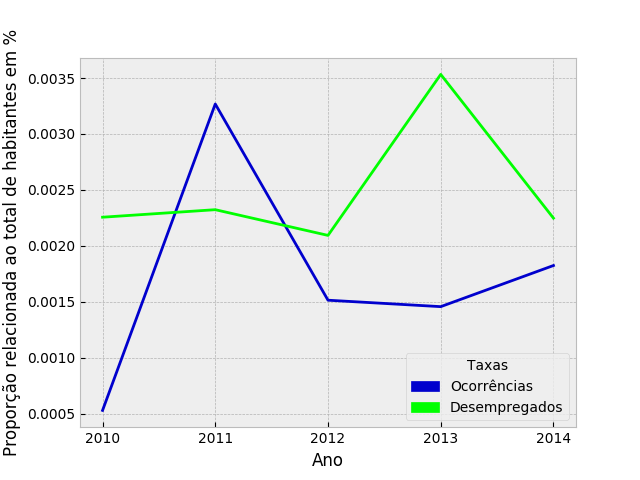 Proporção relacionada ao total de habitantes em %
0.0035
0.0030
0.0025
0.0020
0.0015
0.0010
0.0005
Taxas
Ocorrências
Desempregados
2010 2011 2012 2013 2014
Ano